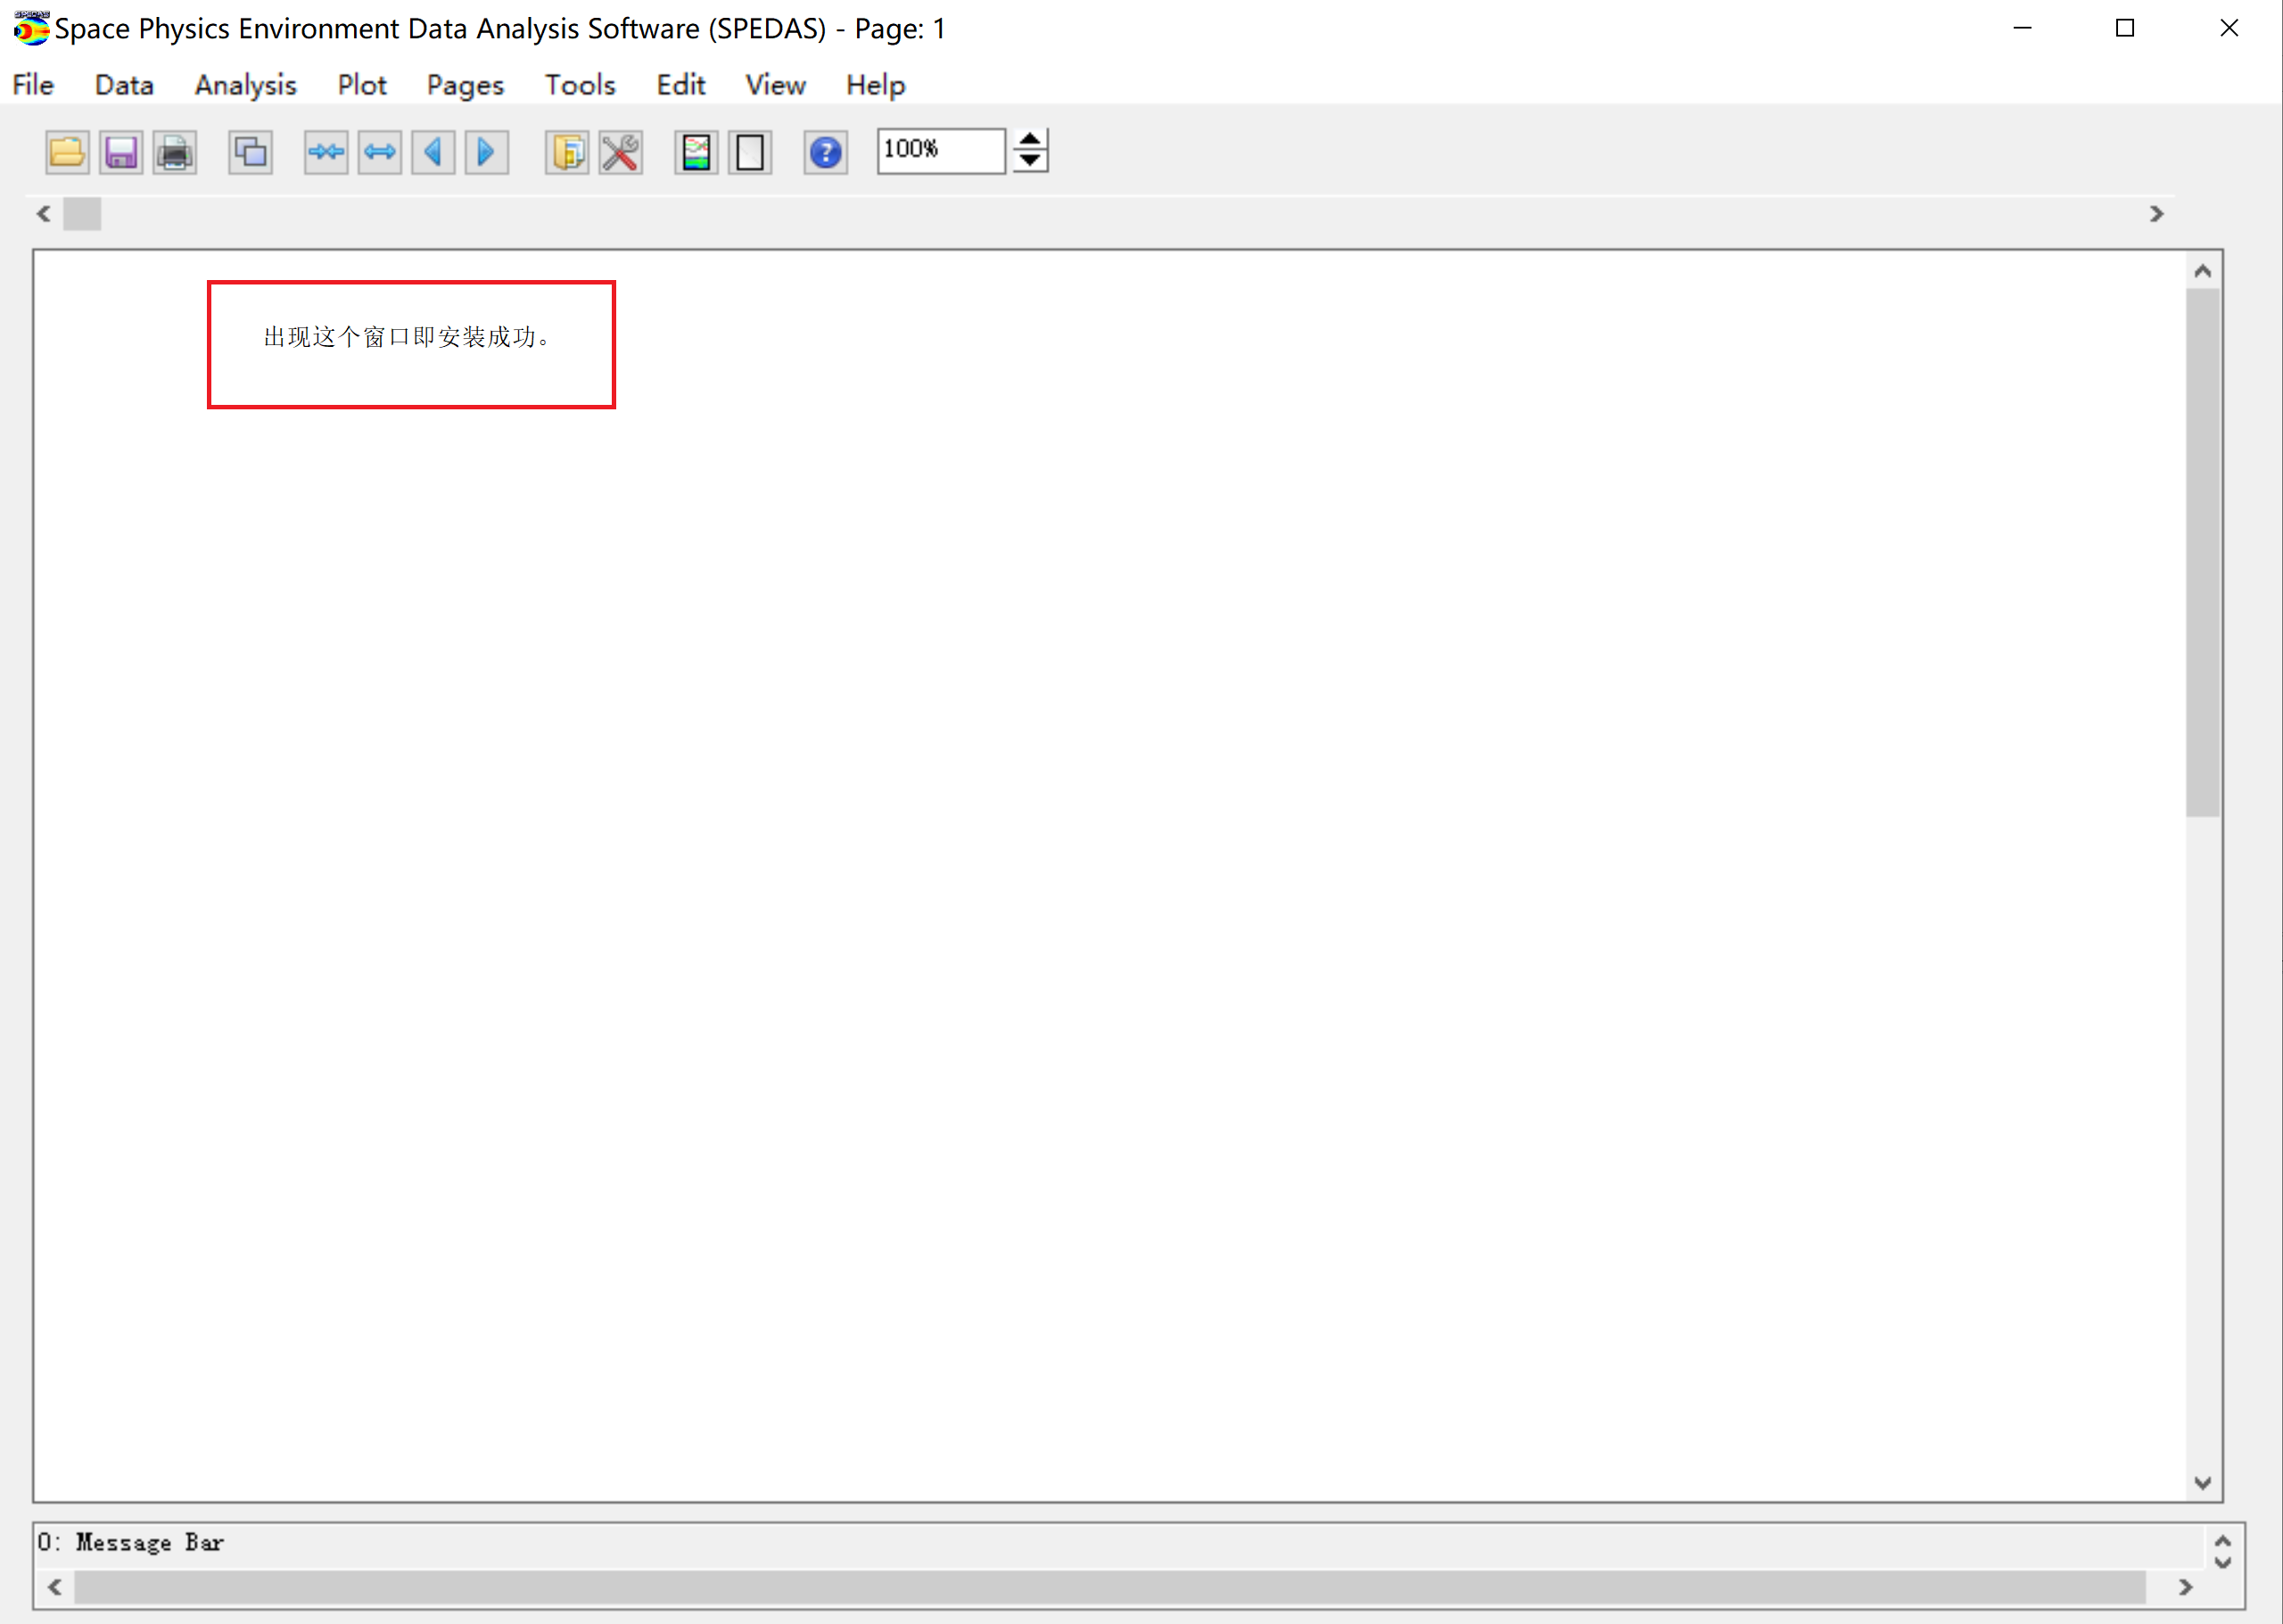 Space Physics Environment Data Analysis Software (SPEDAS) - Page: 1
File Data Analysis Plot Pages Tools Edit View Help
100%
出现这个窗口即安装成功。
0: Message Bar